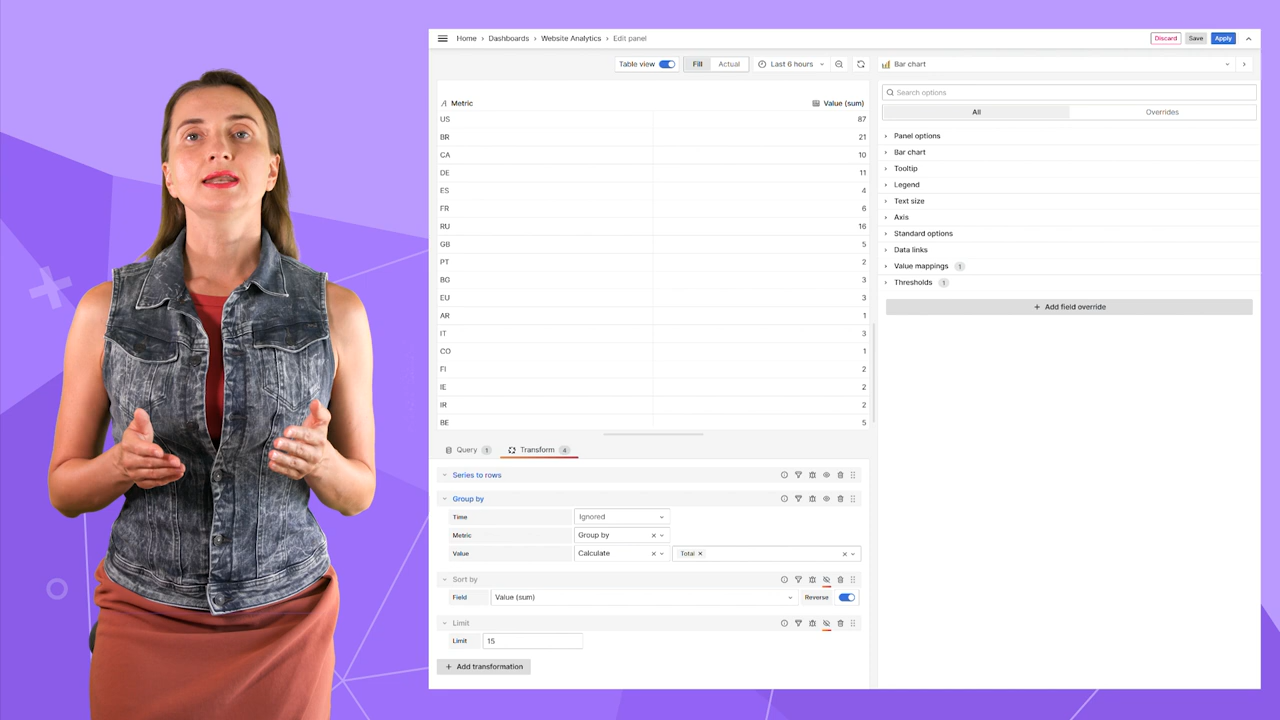 Home › Dashboards › Website Analytics › Edit panel
Discard Save Apply
Table view Fill Actual Last 6 hours
Bar chart
Search options
All Overrides
Metric Value (sum)
US 87
BR 21
CA 10
DE 11
ES 4
FR 6
RU 16
GB 5
PT 2
BG 3
EU 3
AR 1
IT 3
CO 1
FI 2
IE 2
IR 2
BE 5
Panel options
Bar chart
Tooltip
Legend
Text size
Axis
Standard options
Data links
Value mappings 1
Thresholds 1
+ Add field override
Query 1 Transform 4
Series to rows
Group by
Time Ignored
Metric Group by
Value Calculate Total
Sort by
Field Value (sum) Reverse
Limit
Limit 15
+ Add transformation